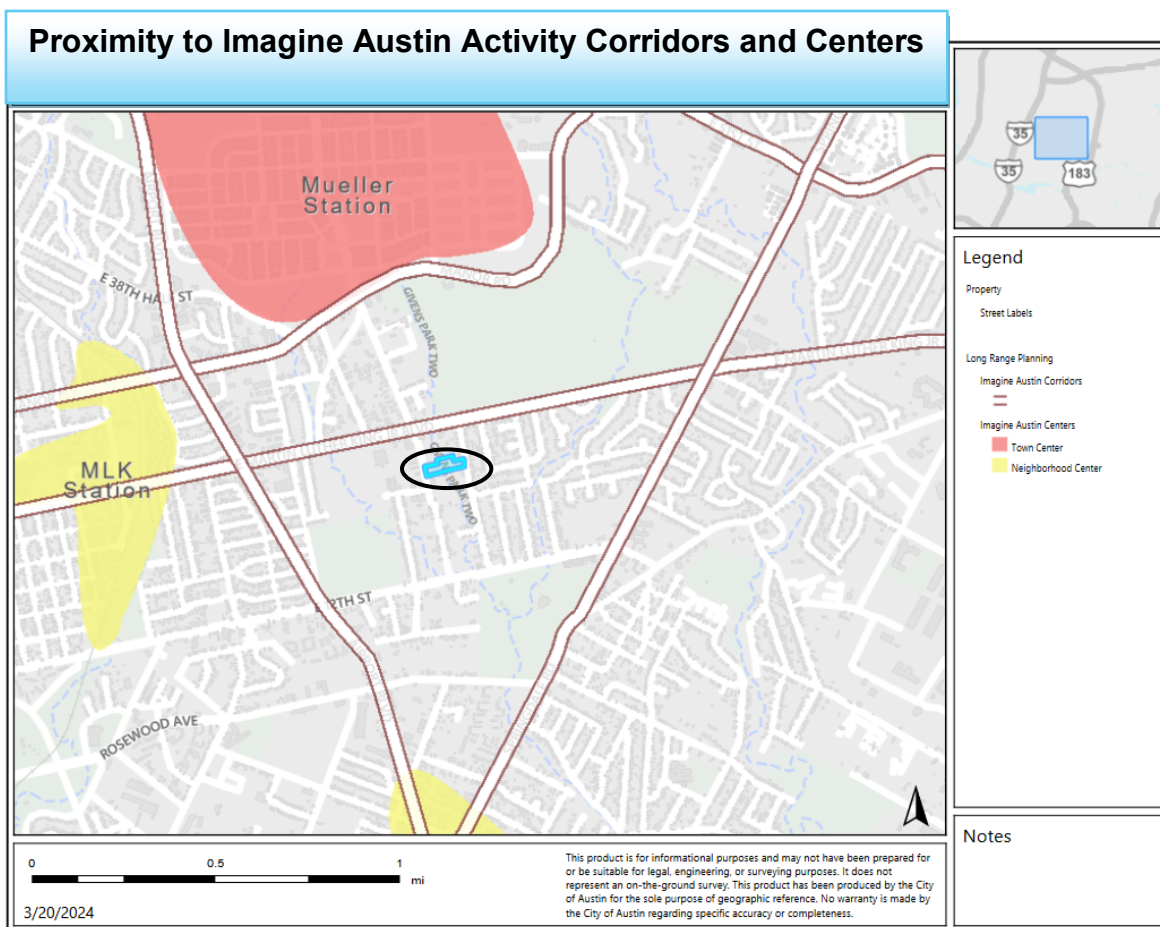 Proximity to Imagine Austin Activity Corridors and Centers
Mueller
Station
MANOR RD
E 38TH HALF ST
GIVENS PARK TWO
MLK
Station
ROSEWOOD AVE
35
35
183
Legend
Property
Street Labels
Long Range Planning
Imagine Austin Corridors
Imagine Austin Centers
Town Center
Neighborhood Center
Notes
0 0.5 1
mi
3/20/2024
This product is for informational purposes and may not have been prepared for
or be suitable for legal, engineering, or surveying purposes. It does not
represent an on-the-ground survey. This product has been produced by the City
of Austin for the sole purpose of geographic reference. No warranty is made by
the City of Austin regarding specific accuracy or completeness.